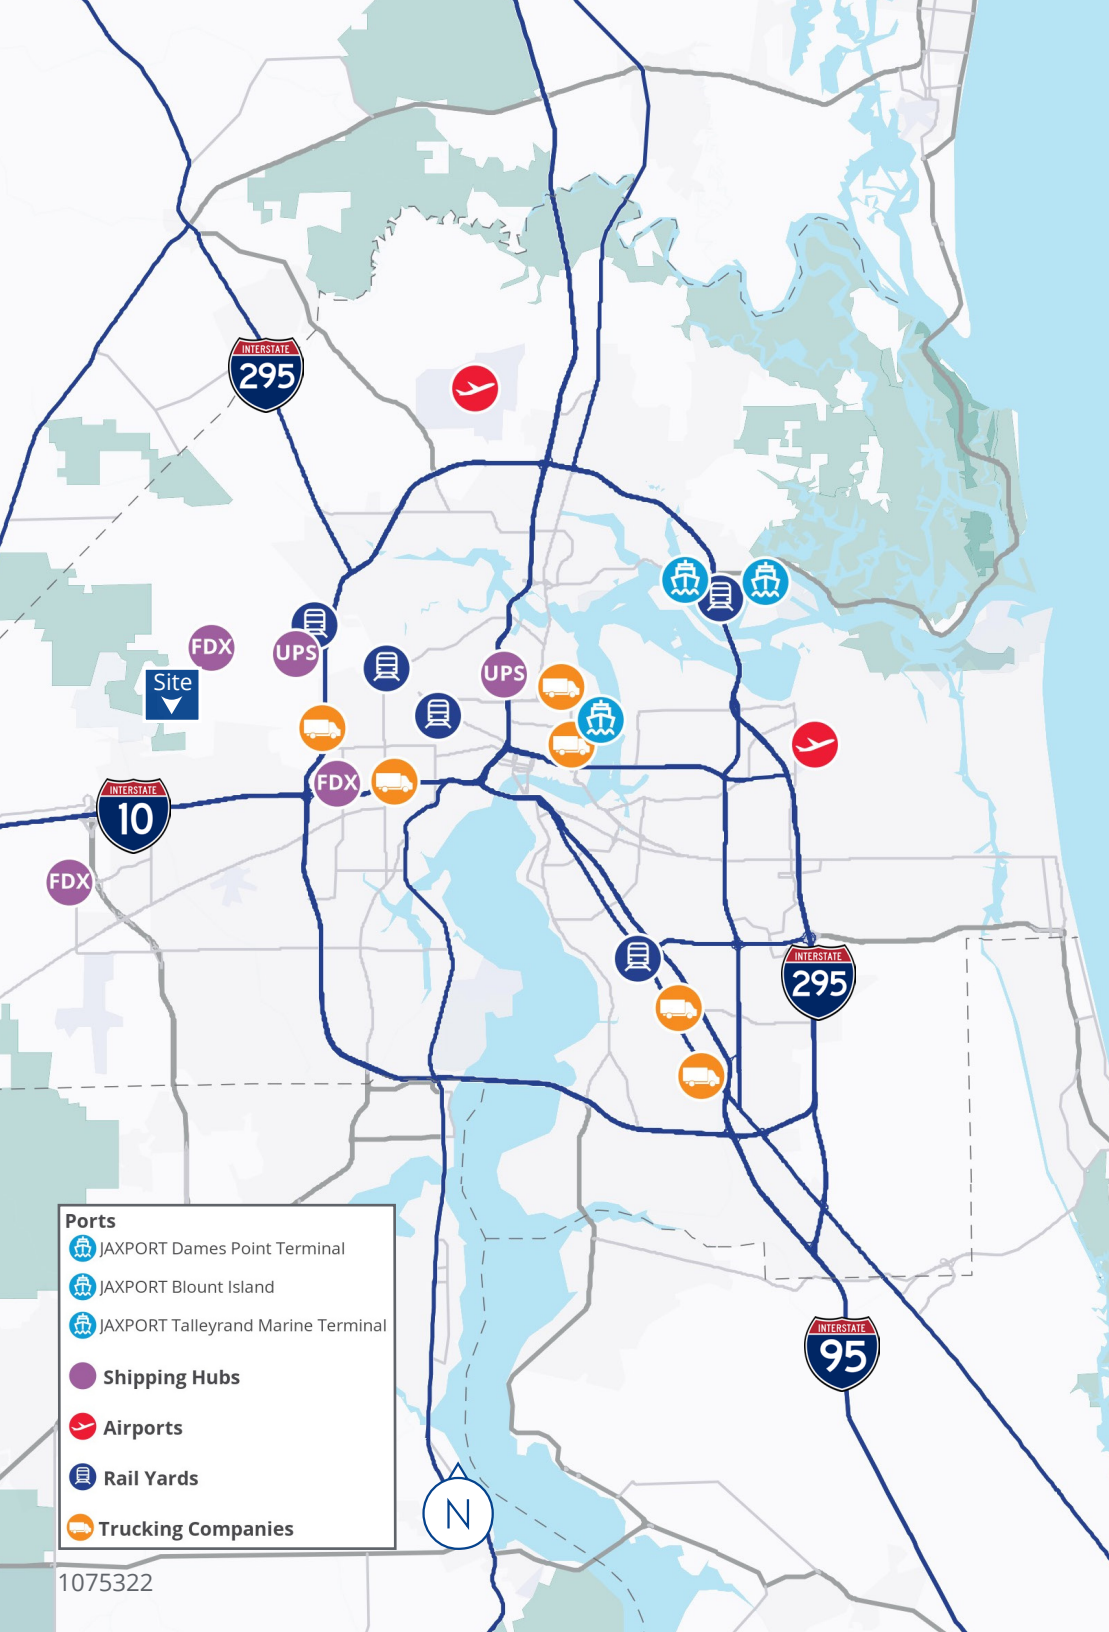 INTERSTATE
295
FDX
UPS
UPS
Site
FDX
INTERSTATE
10
FDX
INTERSTATE
295
INTERSTATE
95
Ports
JAXPORT Dames Point Terminal
JAXPORT Blount Island
JAXPORT Talleyrand Marine Terminal
Shipping Hubs
Airports
Rail Yards
Trucking Companies
N
1075322